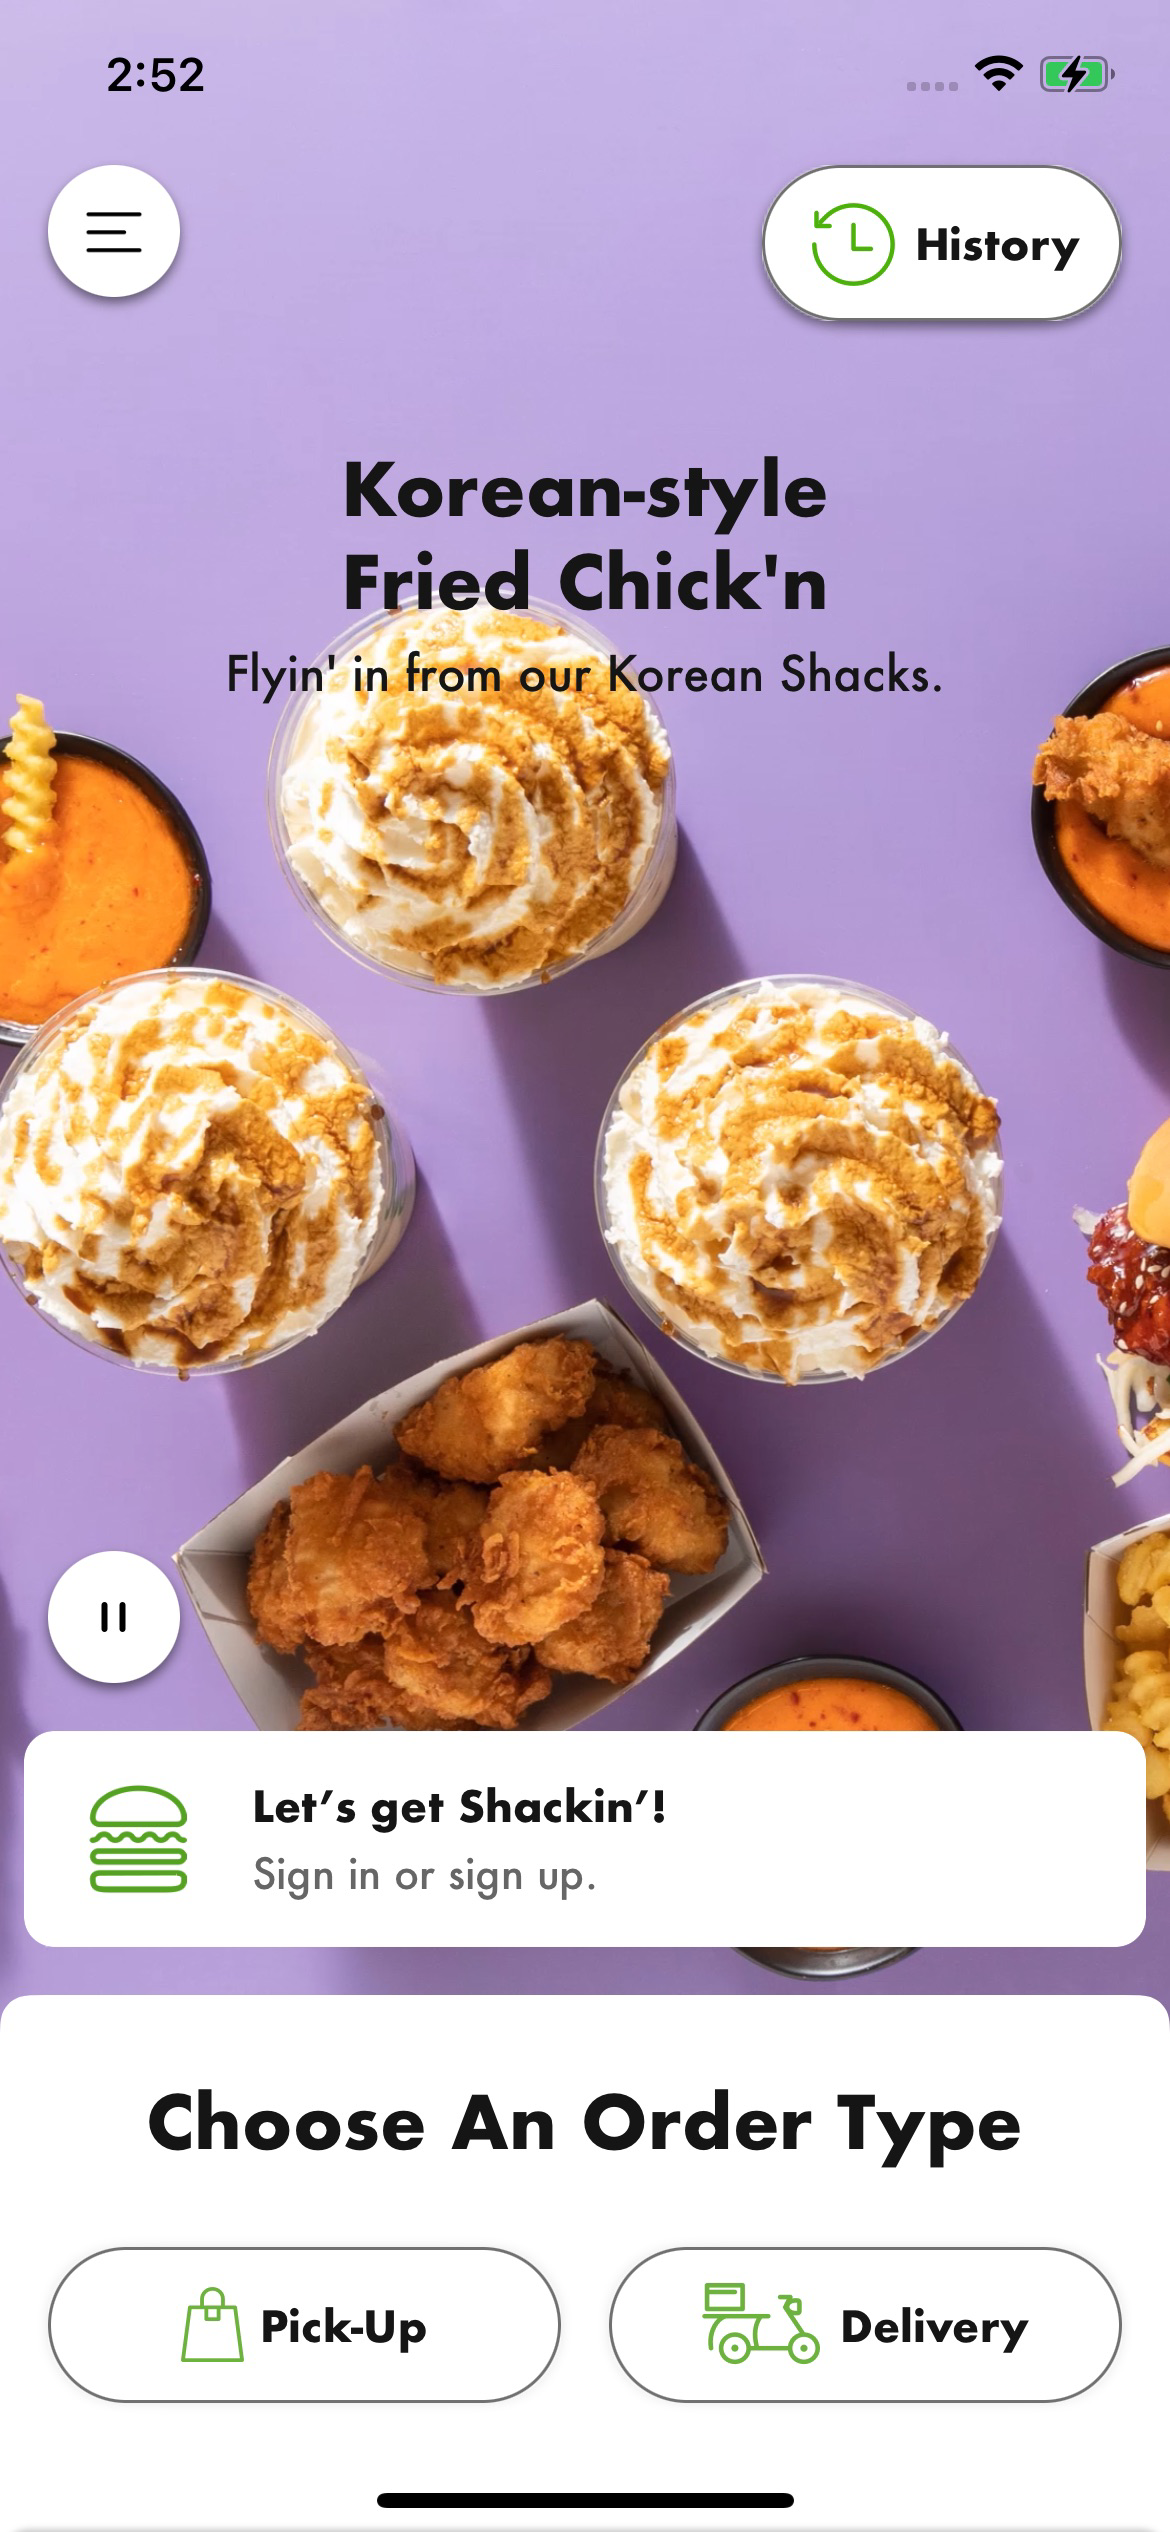 2:52
History
Korean-style
Fried Chick'n
Flyin' in from our Korean Shacks.
Let’s get Shackin’!
Sign in or sign up.
Choose An Order Type
Pick-Up
Delivery